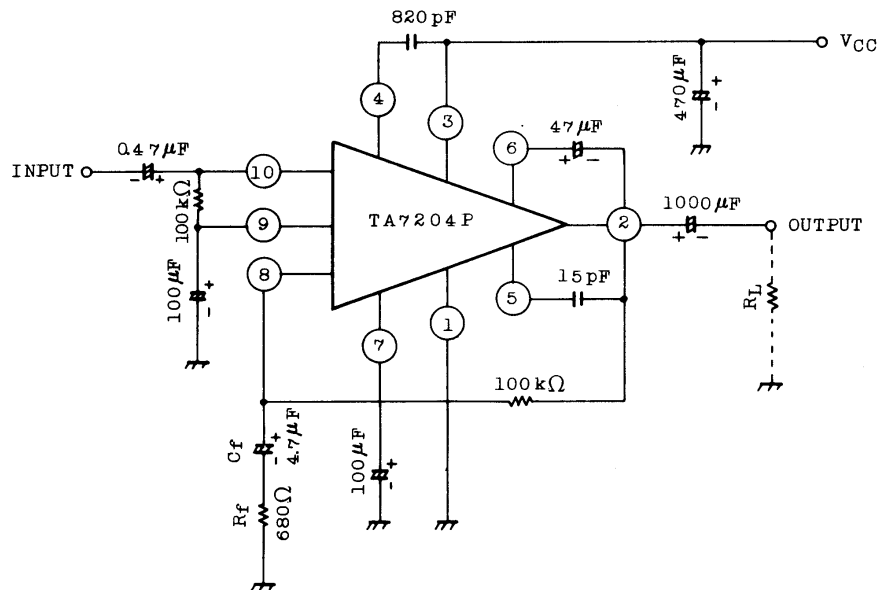 820pF
VCC
4
3
470μF
+
-
6
47μF
+ -
0.47μF
INPUT
- +
10
100kΩ
TA7204P
1000μF
2
OUTPUT
+ -
9
8
15pF
5
100μF
+
-
7
1
RL
100kΩ
Cf
+
-
4.7μF
100μF
+
-
Rf
680Ω